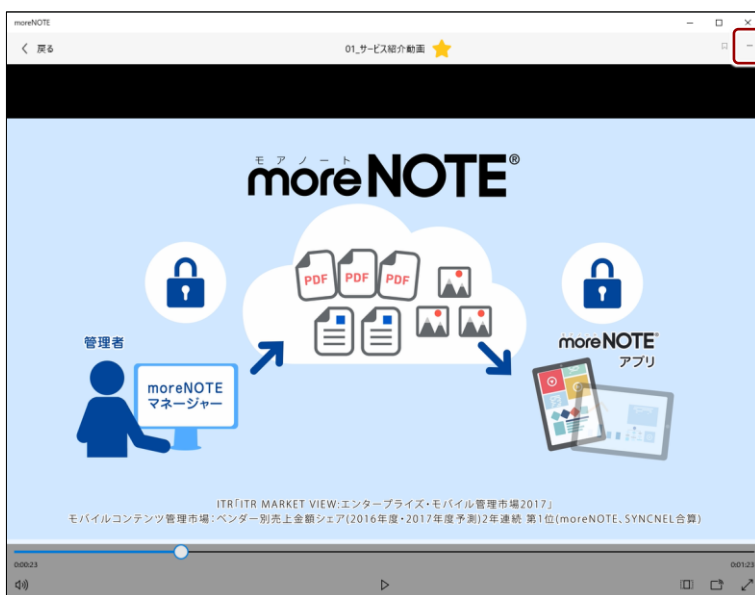 moreNOTE
戻る
01_サービス紹介動画
モアノート
moreNOTE®
PDF PDF PDF
管理者
moreNOTE
マネージャー
moreNOTE®
アプリ
ITR「ITR MARKET VIEW:エンタープライズ・モバイル管理市場2017」
モバイルコンテンツ管理市場：ベンダー別売上金額シェア(2016年度・2017年度予測)2年連続 第1位(moreNOTE、SYNCNEL合算)
0:00:23
0:01:23